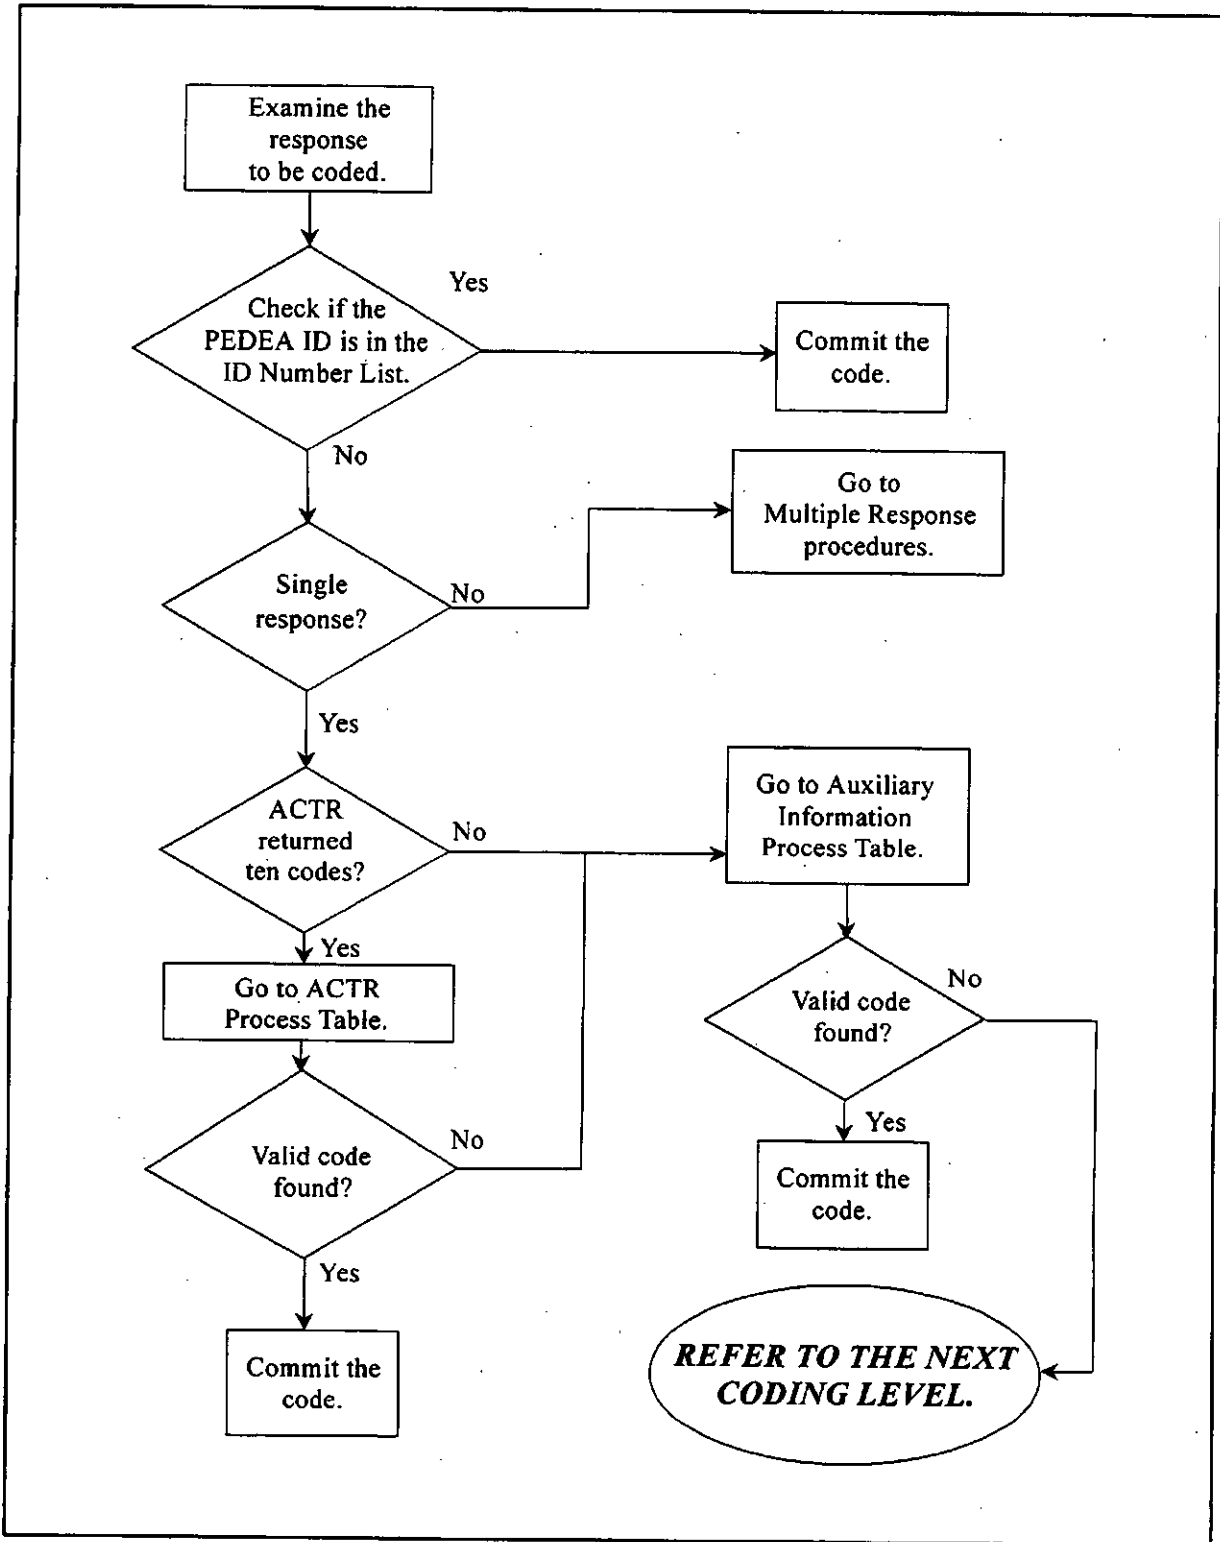 Examine the
response
to be coded.
Yes
Check if the
PEDEA ID is in the
ID Number List.
Commit the
code.
No
Go to
Multiple Response
procedures.
Single
response?
No
Yes
Go to Auxiliary
Information
Process Table.
ACTR
returned
ten codes?
No
Yes
Go to ACTR
Process Table.
Valid code
found?
No
Valid code
found?
No
Yes
Commit the
code.
Yes
Commit the
code.
REFER TO THE NEXT
CODING LEVEL.